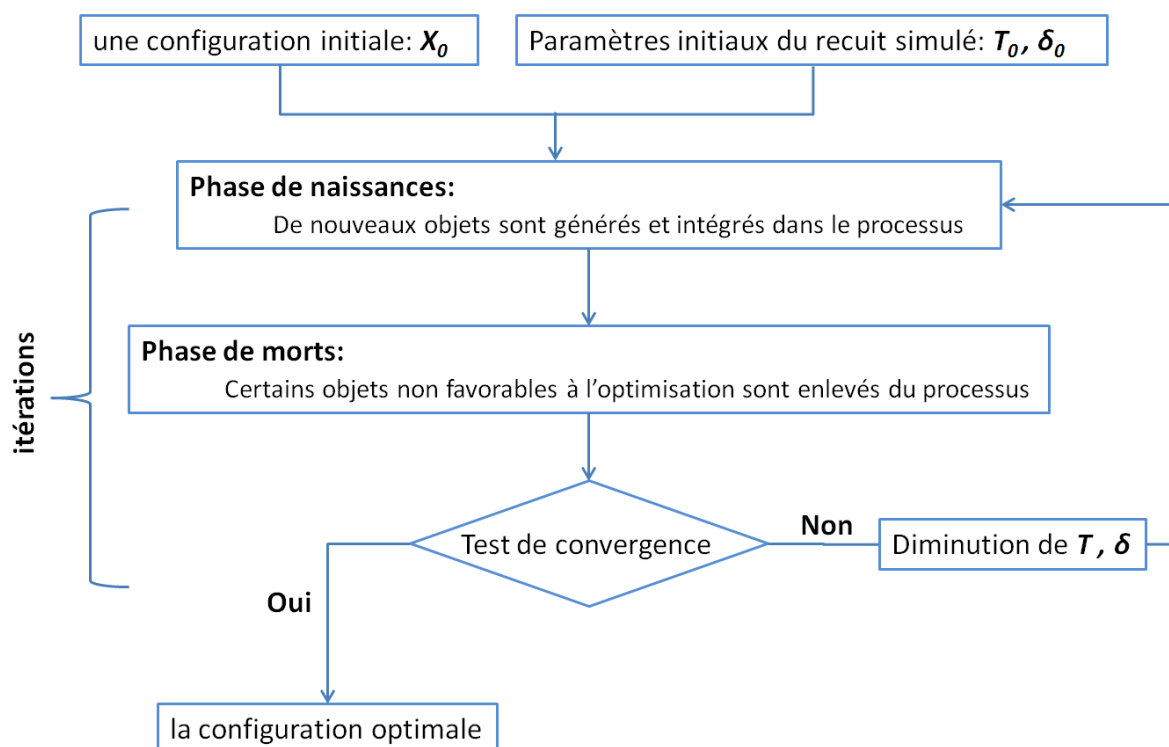 une configuration initiale: X₀
Paramètres initiaux du recuit simulé: T₀ , δ₀
Phase de naissances:
De nouveaux objets sont générés et intégrés dans le processus
itérations
Phase de morts:
Certains objets non favorables à l’optimisation sont enlevés du processus
Test de convergence
Non
Diminution de T , δ
Oui
la configuration optimale